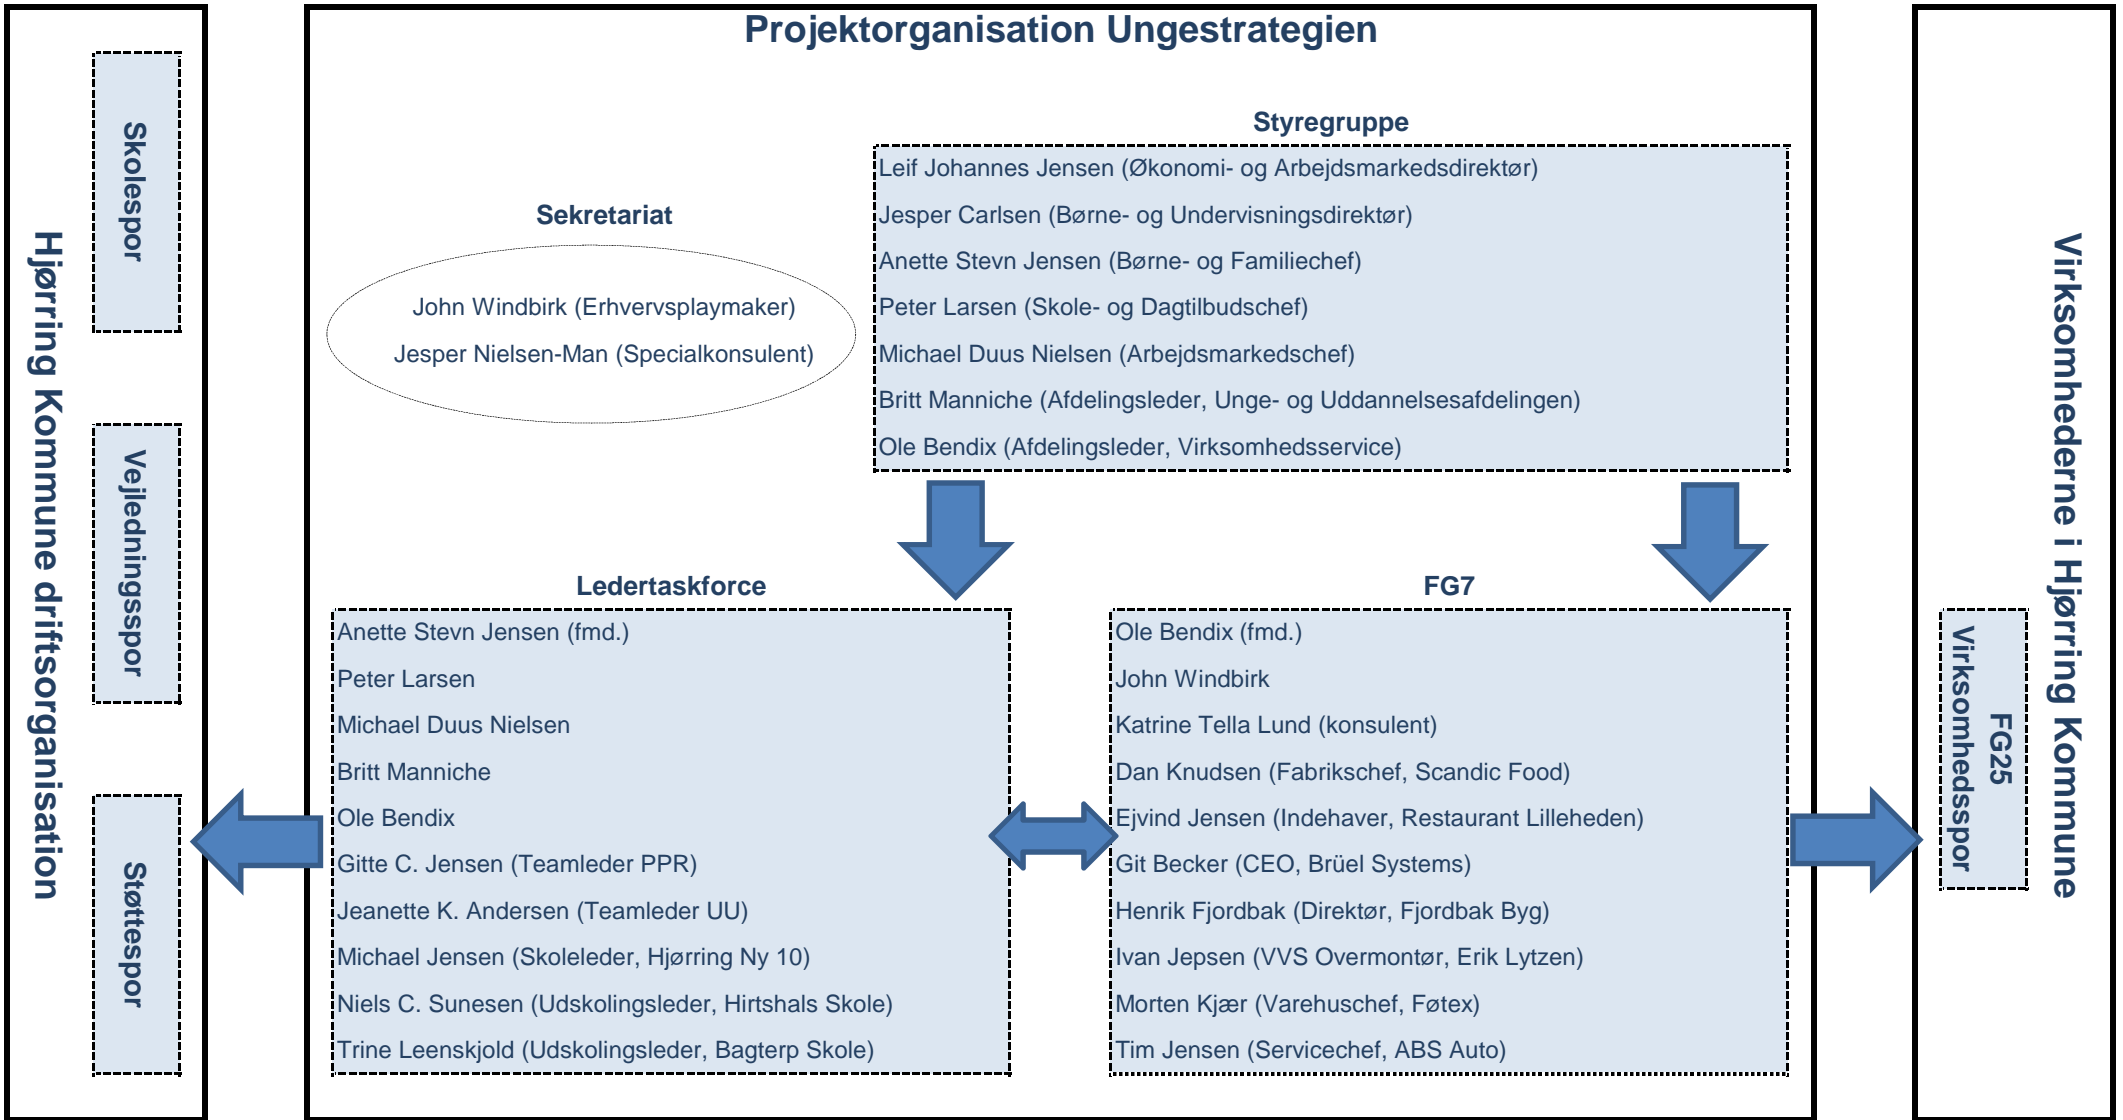 Projektorganisation Ungestrategien
Hjørring Kommune driftsorganisation
Skolespor
Vejledningsspor
Støttespor
Sekretariat
John Windbirk (Erhvervsplaymaker)
Jesper Nielsen-Man (Specialkonsulent)
Styregruppe
Leif Johannes Jensen (Økonomi- og Arbejdsmarkedsdirektør)
Jesper Carlsen (Børne- og Undervisningsdirektør)
Anette Stevn Jensen (Børne- og Familiechef)
Peter Larsen (Skole- og Dagtilbudschef)
Michael Duus Nielsen (Arbejdsmarkedschef)
Britt Manniche (Afdelingsleder, Unge- og Uddannelsesafdelingen)
Ole Bendix (Afdelingsleder, Virksomhedsservice)
Ledertaskforce
Anette Stevn Jensen (fmd.)
Peter Larsen
Michael Duus Nielsen
Britt Manniche
Ole Bendix
Gitte C. Jensen (Teamleder PPR)
Jeanette K. Andersen (Teamleder UU)
Michael Jensen (Skoleleder, Hjørring Ny 10)
Niels C. Sunesen (Udskolingsleder, Hirtshals Skole)
Trine Leenskjold (Udskolingsleder, Bagterp Skole)
FG7
Ole Bendix (fmd.)
John Windbirk
Katrine Tella Lund (konsulent)
Dan Knudsen (Fabrikschef, Scandic Food)
Ejvind Jensen (Indehaver, Restaurant Lilleheden)
Git Becker (CEO, Brüel Systems)
Henrik Fjordbak (Direktør, Fjordbak Byg)
Ivan Jepsen (VVS Overmontør, Erik Lytzen)
Morten Kjær (Varehuschef, Føtex)
Tim Jensen (Servicechef, ABS Auto)
Virksomhederne i Hjørring Kommune
FG25
Virksomhedsspor